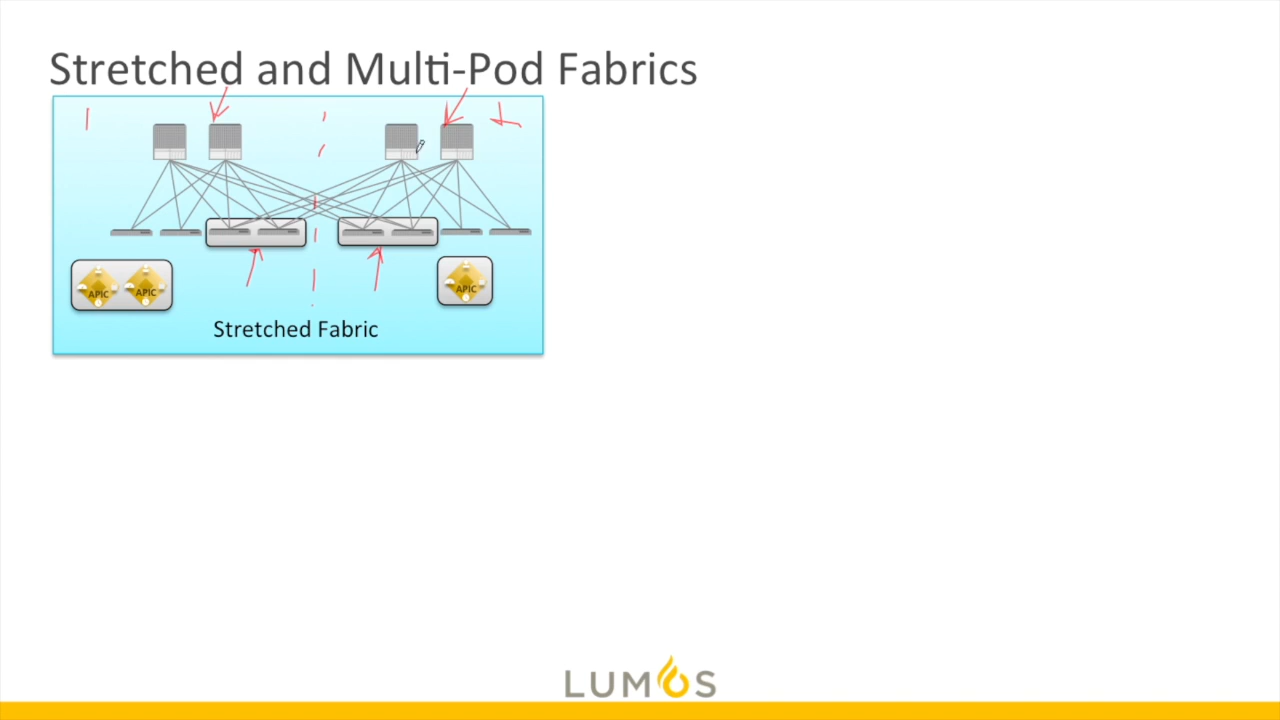 Stretched and Multi-Pod Fabrics
APIC APIC
APIC
Stretched Fabric
LUMOS